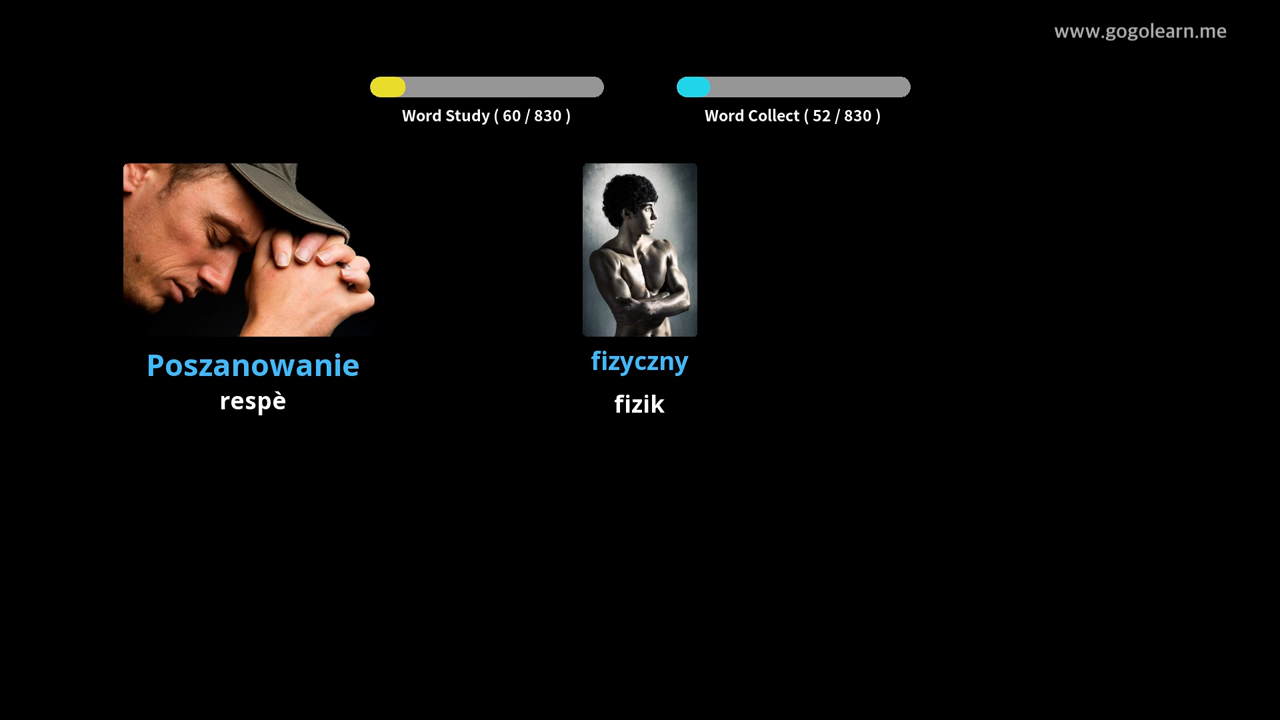 www.gogolearn.me
Word Study ( 60 / 830 )
Word Collect ( 52 / 830 )
Poszanowanie
respè
fizyczny
fizik